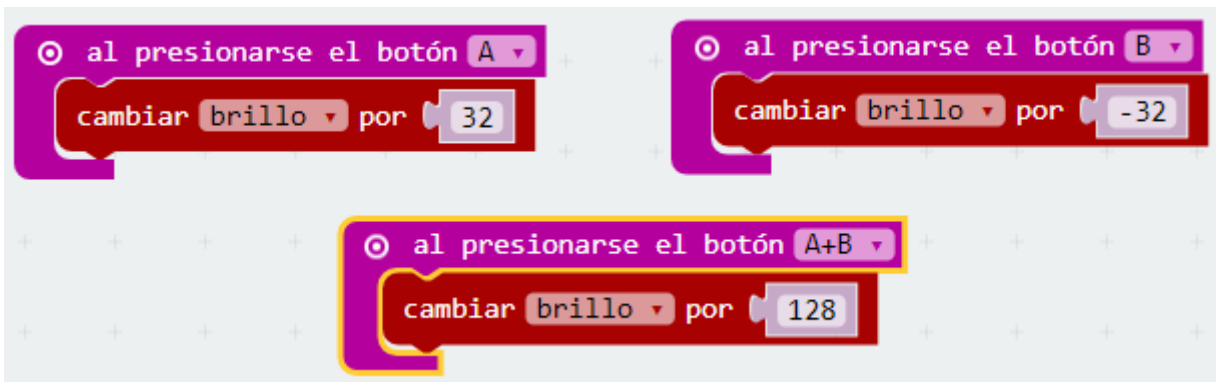 al presionarse el botón A
cambiar brillo por 32
al presionarse el botón B
cambiar brillo por -32
al presionarse el botón A+B
cambiar brillo por 128